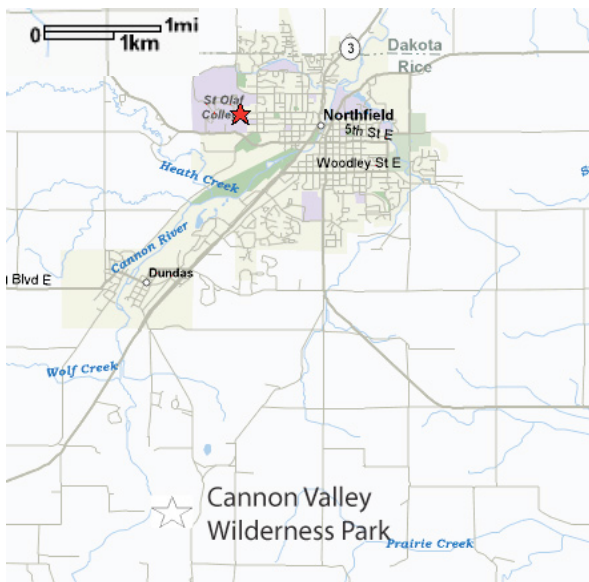 0
1mi
1km
3
Dakota
Rice
St Olaf
Northfield
5th St E
Woodley St E
Heath Creek
Cannon River
Dundas
Blvd E
Wolf Creek
Cannon Valley
Wilderness Park
Prairie Creek